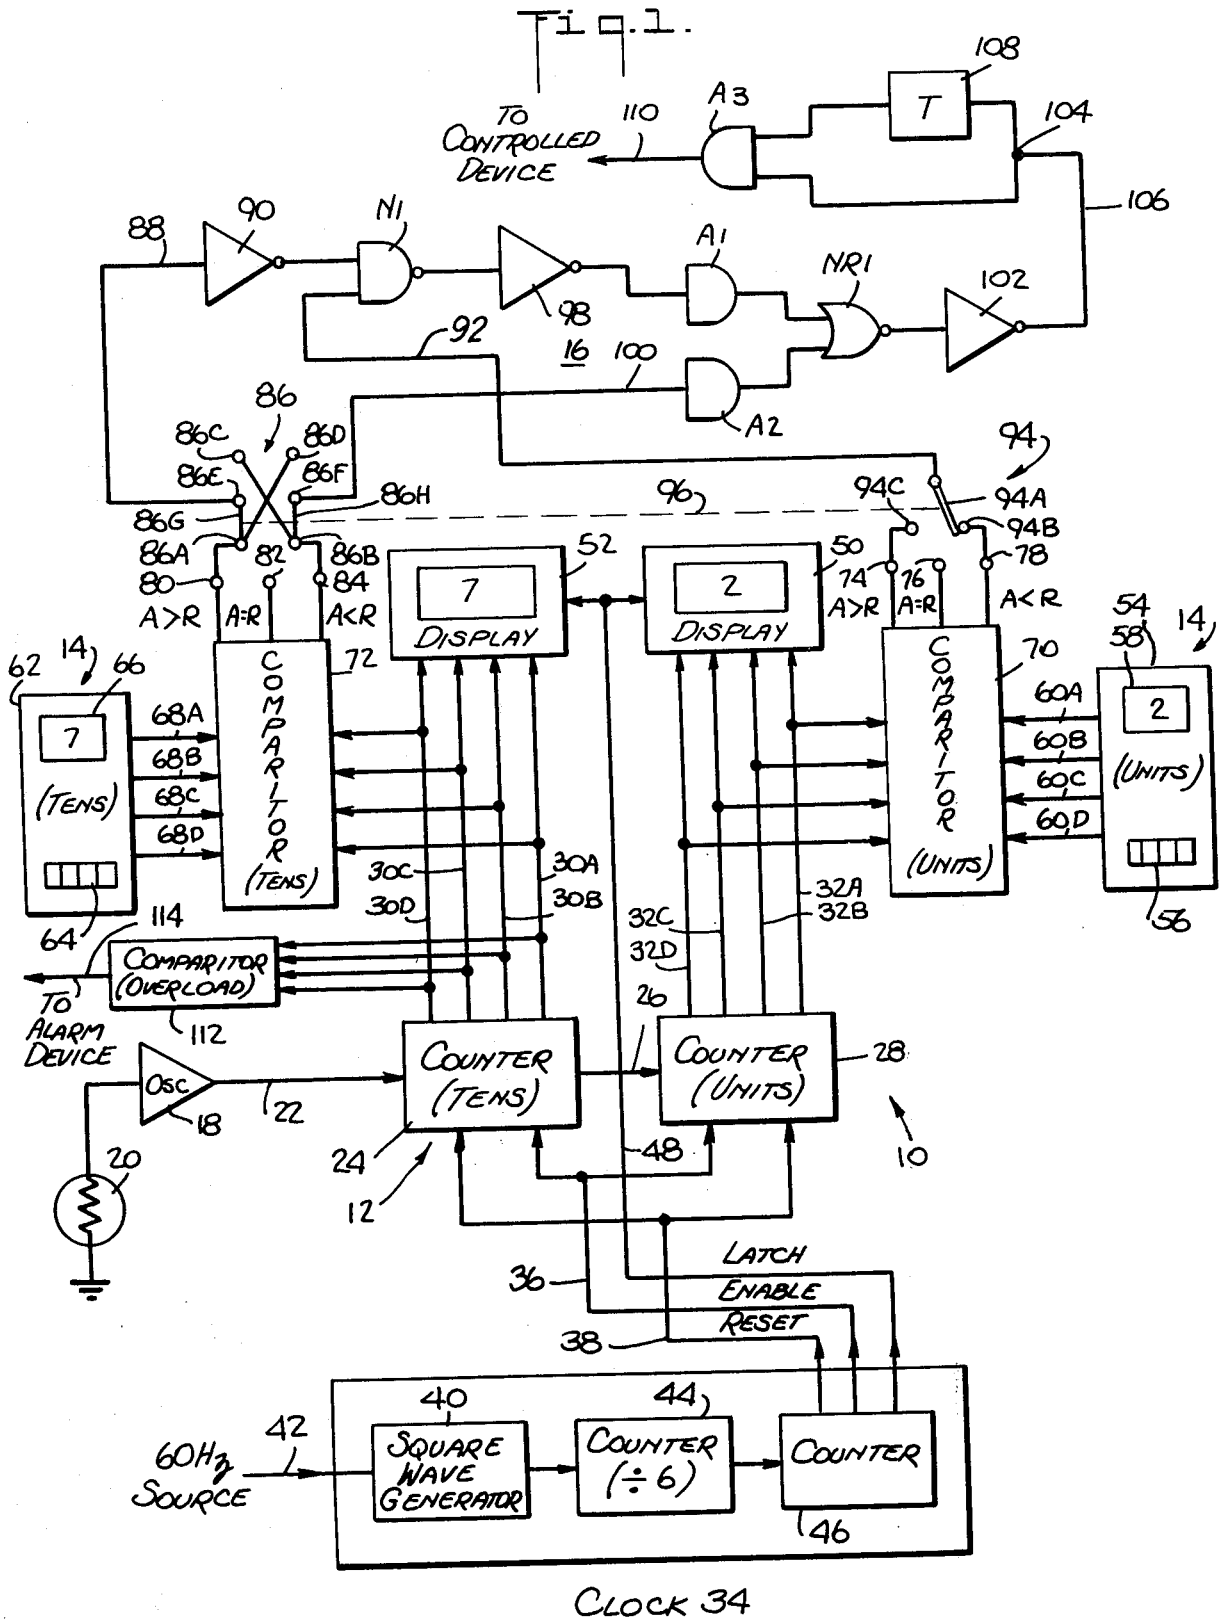 Fig. 1.
108
T
A3
110
104
TO
CONTROLLED
DEVICE
106
90
N1
88
A1
NR1
102
98
92
16
100
A2
86
86C
86D
86E
86F
86G
86H
86A
86B
82
80
84
94
94C
94A
94B
96
78
74
76
A>R
A=R
A<R
A>R
A=R
A<R
52
7
DISPLAY
50
2
DISPLAY
62
14
66
7
(TENS)
64
68A
68B
68C
68D
72
COMPARITOR
(TENS)
70
COMPARITOR
(UNITS)
54
58
14
2
(UNITS)
56
60A
60B
60C
60D
30C
30D
30A
30B
32A
32B
32C
32D
114
COMPARITOR
(OVERLOAD)
112
TO
ALARM
DEVICE
OSC
18
22
20
COUNTER
(TENS)
24
12
26
COUNTER
(UNITS)
28
48
10
36
38
LATCH
ENABLE
RESET
60Hz
SOURCE
42
40
SQUARE
WAVE
GENERATOR
44
COUNTER
(÷6)
COUNTER
46
CLOCK 34